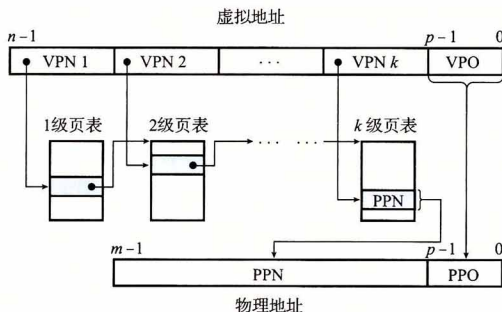 虚拟地址
n-1 p-1 0
VPN 1 VPN 2 ... VPN k VPO
1级页表 2级页表 k 级页表
... ...
PPN
m-1 p-1 0
PPN PPO
物理地址